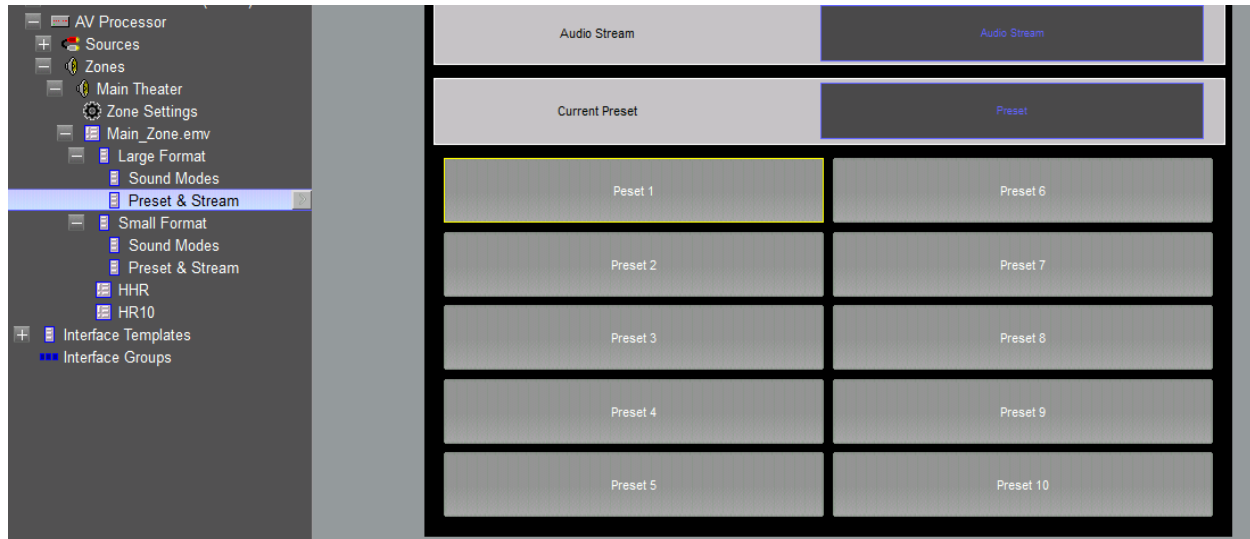 AV Processor
Sources
Zones
Main Theater
Zone Settings
Main_Zone.emv
Large Format
Sound Modes
Preset & Stream
Small Format
Sound Modes
Preset & Stream
HHR
HR10
Interface Templates
Interface Groups
Audio Stream Audio Stream
Current Preset Preset
Peset 1 Preset 6
Preset 2 Preset 7
Preset 3 Preset 8
Preset 4 Preset 9
Preset 5 Preset 10